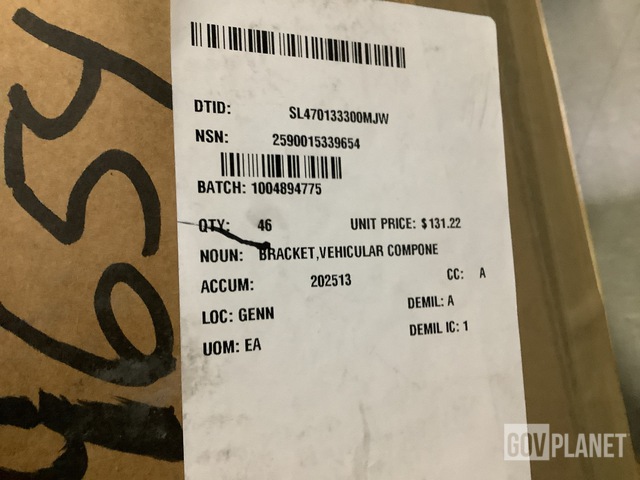 DTID: SL470133300MJW
NSN: 2590015339654
BATCH: 1004894775
QTY: 46 UNIT PRICE: $131.22
NOUN: BRACKET,VEHICULAR COMPONE
ACCUM: 202513 CC: A
LOC: GENN DEMIL: A
UOM: EA DEMIL IC: 1
9654
GOVPLANET